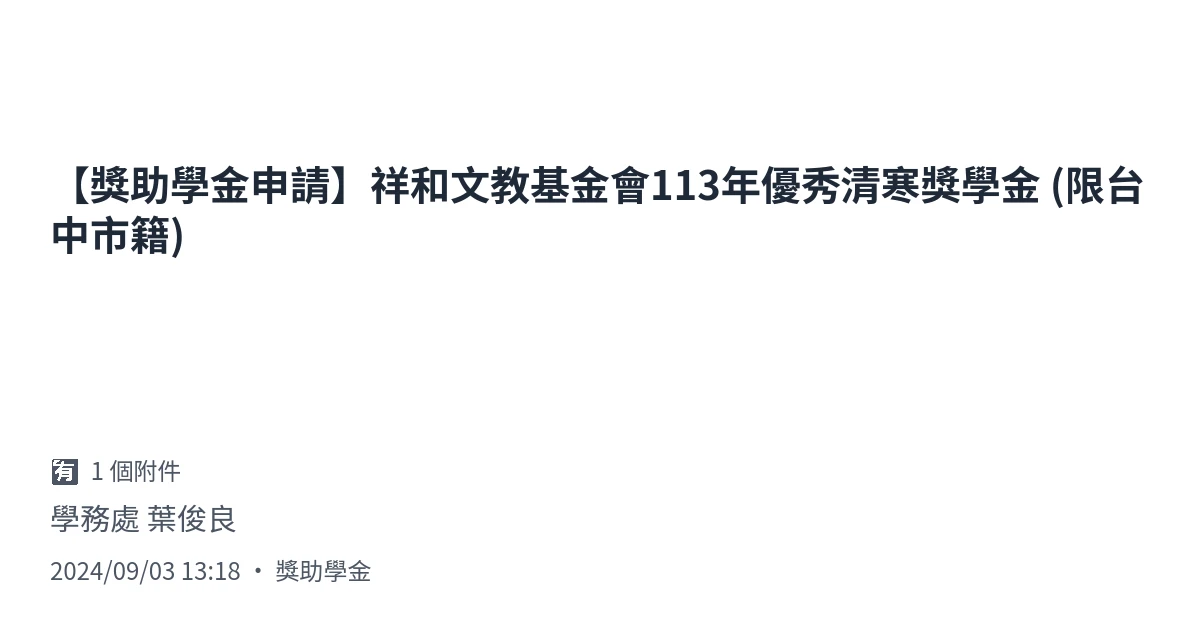 【獎助學金申請】祥和文教基金會113年優秀清寒獎學金 (限台
中市籍)
有 1 個附件
學務處 葉俊良
2024/09/03 13:18 • 獎助學金